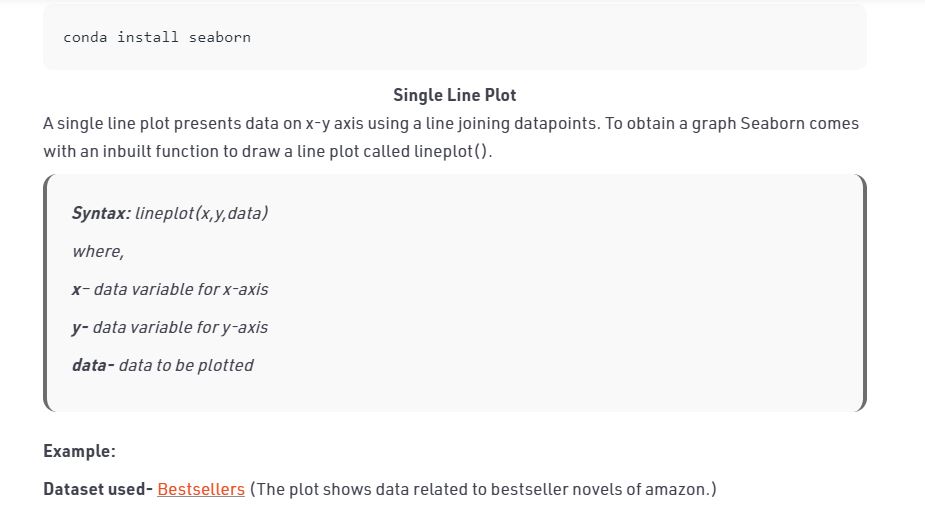 conda install seaborn
Single Line Plot
A single line plot presents data on x-y axis using a line joining datapoints. To obtain a graph Seaborn comes
with an inbuilt function to draw a line plot called lineplot().
Syntax: lineplot(x,y,data)
where,
x– data variable for x-axis
y- data variable for y-axis
data- data to be plotted
Example:
Dataset used- Bestsellers (The plot shows data related to bestseller novels of amazon.)